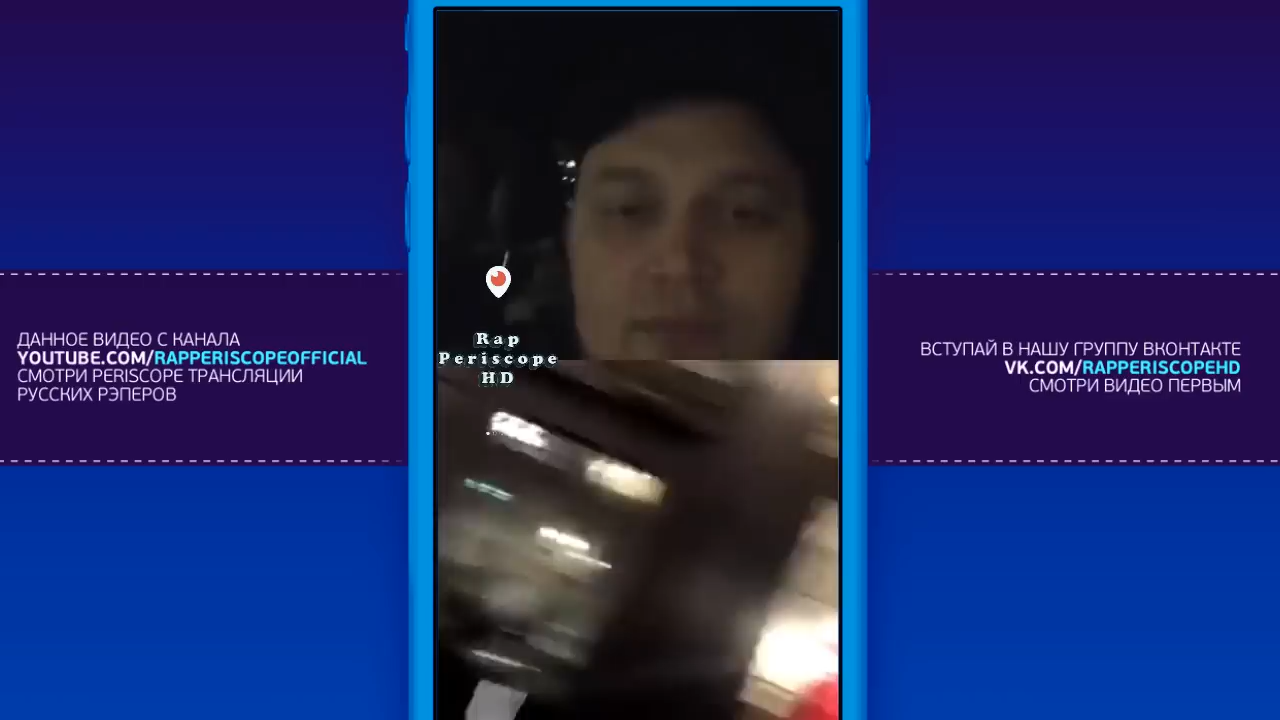 ДАННОЕ ВИДЕО С КАНАЛА
YOUTUBE.COM/RAPPERISCOPEOFFICIAL
СМОТРИ PERISCOPE ТРАНСЛЯЦИИ
РУССКИХ РЭПЕРОВ
Rap
Periscope
HD
ВСТУПАЙ В НАШУ ГРУППУ ВКОНТАКТЕ
VK.COM/RAPPERISCOPEHD
СМОТРИ ВИДЕО ПЕРВЫМ